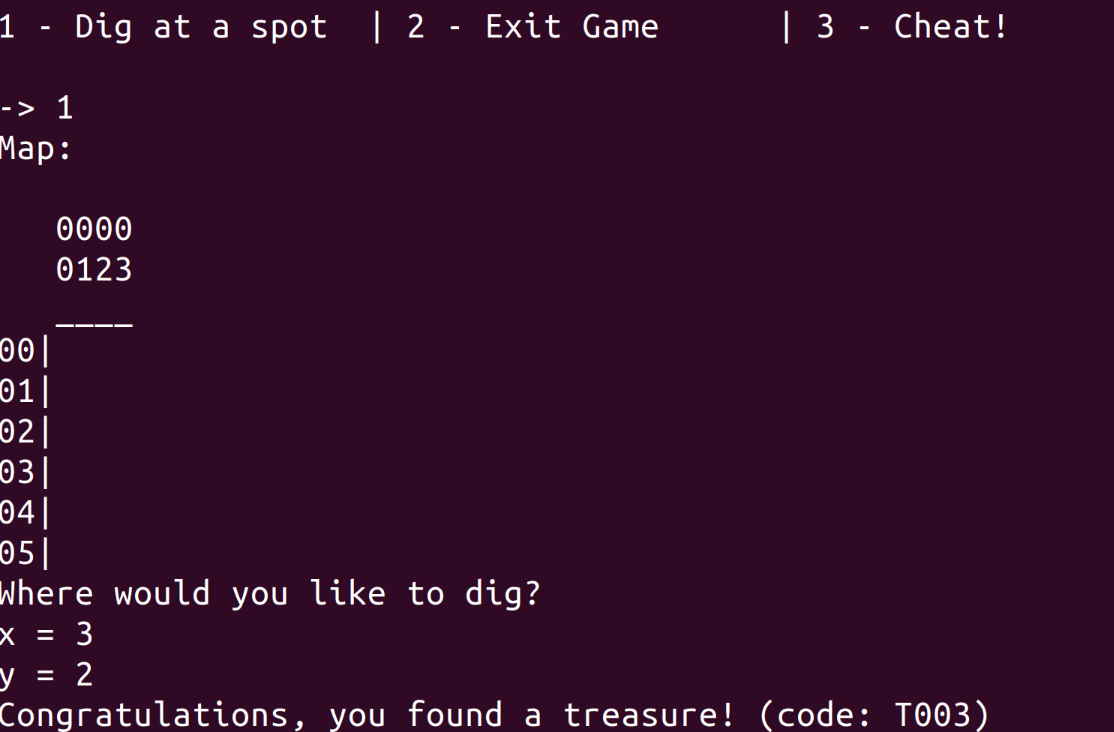 1 - Dig at a spot  | 2 - Exit Game      | 3 - Cheat!
-> 1
Map:
   0000
   0123
   ____
00|
01|
02|
03|
04|
05|
Where would you like to dig?
x = 3
y = 2
Congratulations, you found a treasure! (code: T003)